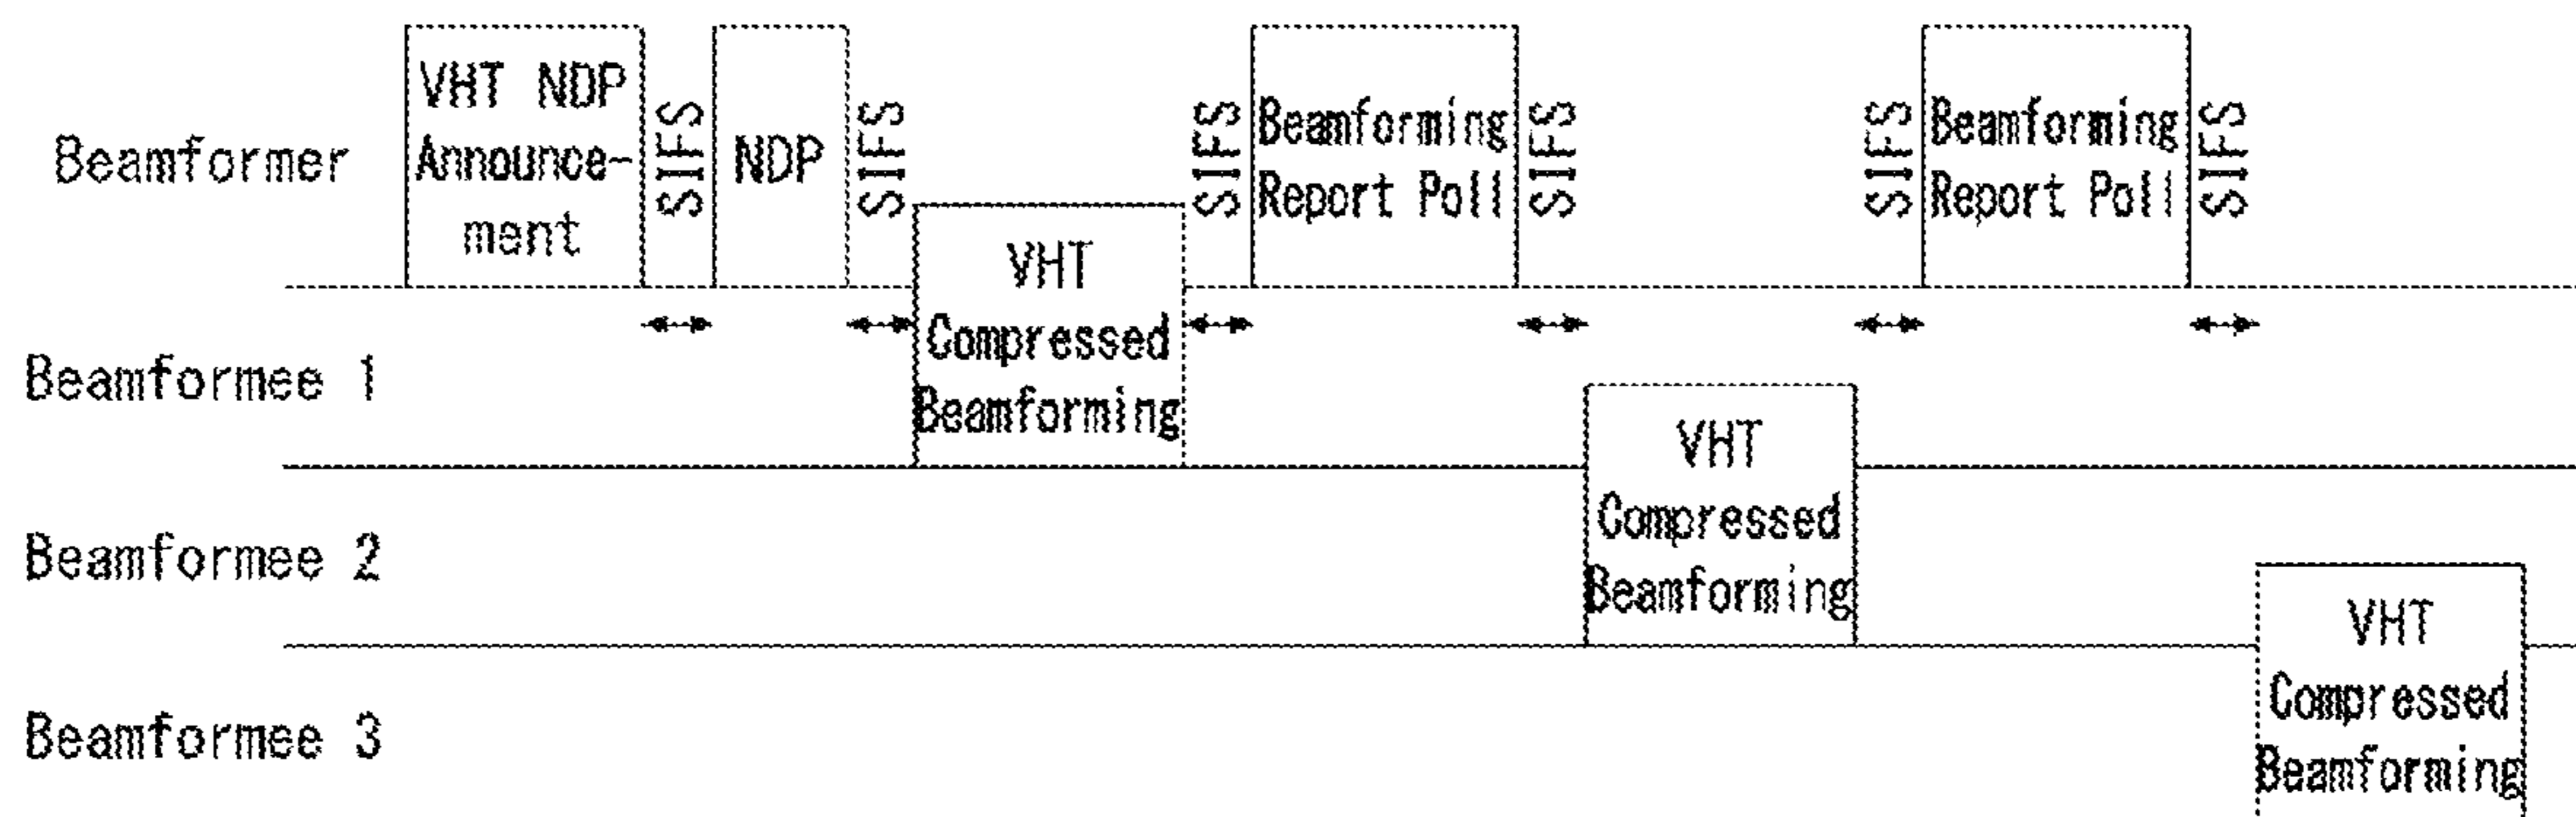 Beamformer
VHT NDP
Announce-
ment
SIFS
NDP
SIFS
SIFS
Beamforming
Report Poll
SIFS
SIFS
Beamforming
Report Poll
SIFS
Beamformee 1
VHT
Compressed
Beamforming
Beamformee 2
VHT
Compressed
Beamforming
Beamformee 3
VHT
Compressed
Beamforming